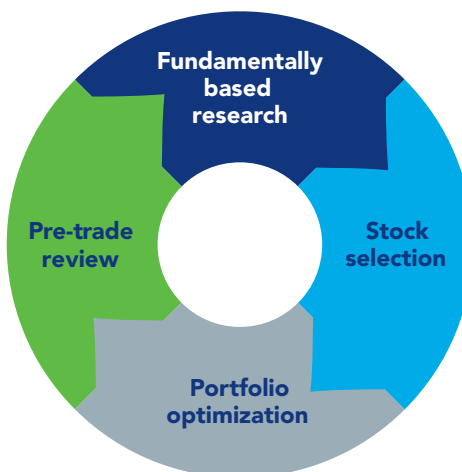 Fundamentally
based
research
Stock
selection
Portfolio
optimization
Pre-trade
review